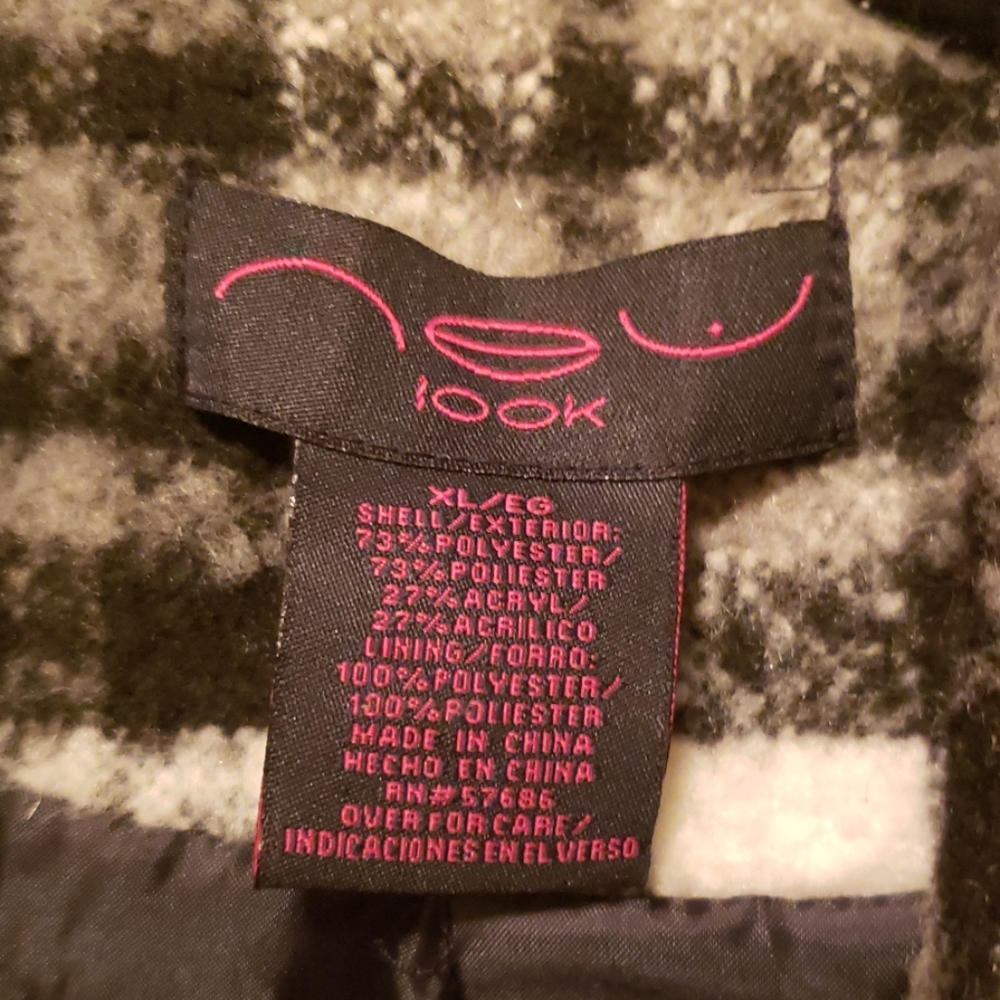 look
XL/EG
SHELL/EXTERIOR:
73%POLYESTER/
73%POLIESTER
27%ACRYL/
27%ACRILICO
LINING/FORRO:
100%POLYESTER/
100%POLIESTER
MADE IN CHINA
HECHO EN CHINA
RN#57686
OVER FOR CARE/
INDICACIONES EN EL VERSO